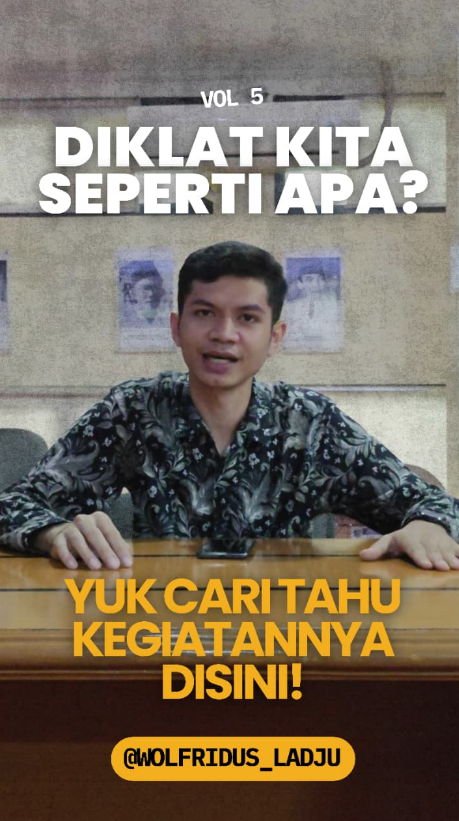 VOL 5
DIKLAT KITA
SEPERTI APA?
YUK CARI TAHU
KEGIATANNYA
DISINI!
@WOLFRIDUS_LADJU